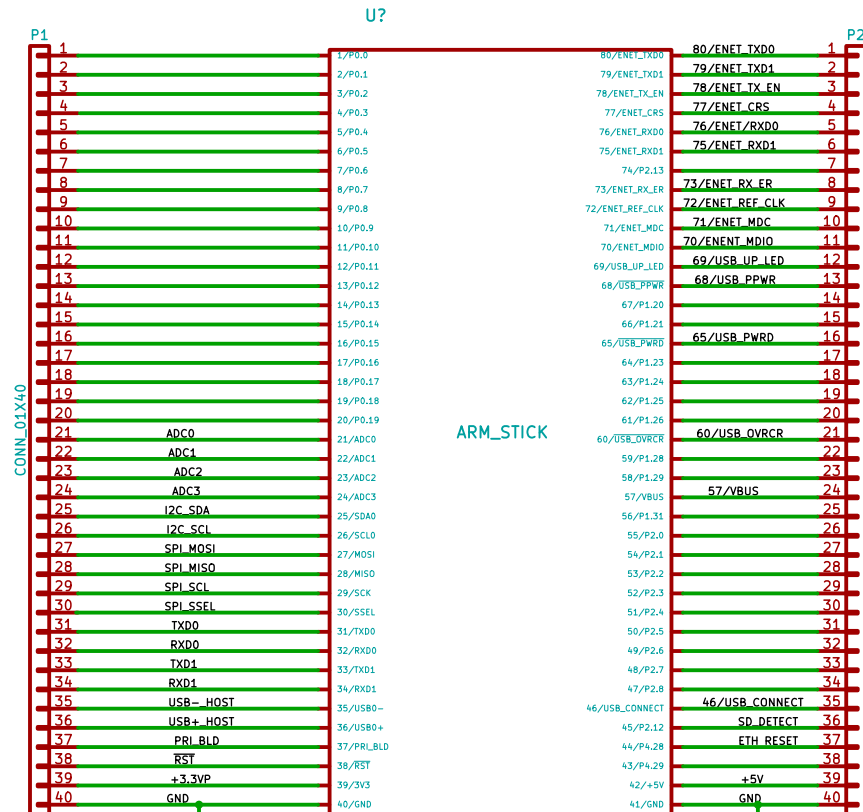 U?
P1
P2
1 1/P0.0 80/ENET_TXD0 80/ENET_TXD0 1
2 2/P0.1 79/ENET_TXD1 79/ENET_TXD1 2
3 3/P0.2 78/ENET_TX_EN 78/ENET_TX_EN 3
4 4/P0.3 77/ENET_CRS 77/ENET_CRS 4
5 5/P0.4 76/ENET_RXD0 76/ENET/RXD0 5
6 6/P0.5 75/ENET_RXD1 75/ENET_RXD1 6
7 7/P0.6 74/P2.13 7
8 8/P0.7 73/ENET_RX_ER 73/ENET_RX_ER 8
9 9/P0.8 72/ENET_REF_CLK 72/ENET_REF_CLK 9
10 10/P0.9 71/ENET_MDC 71/ENET_MDC 10
11 11/P0.10 70/ENET_MDIO 70/ENENT_MDIO 11
12 12/P0.11 69/USB_UP_LED 69/USB_UP_LED 12
13 13/P0.12 68/USB_PPWR 68/USB_PPWR 13
14 14/P0.13 67/P1.20 14
15 15/P0.14 66/P1.21 15
16 16/P0.15 65/USB_PWRD 65/USB_PWRD 16
17 17/P0.16 64/P1.23 17
18 18/P0.17 63/P1.24 18
19 19/P0.18 62/P1.25 19
20 20/P0.19 61/P1.26 20
CONN_01X40
ARM_STICK
21 ADC0 21/ADC0 60/USB_OVRCR 60/USB_OVRCR 21
22 ADC1 22/ADC1 59/P1.28 22
23 ADC2 23/ADC2 58/P1.29 23
24 ADC3 24/ADC3 57/VBUS 57/VBUS 24
25 I2C_SDA 25/SDA0 56/P1.31 25
26 I2C_SCL 26/SCL0 55/P2.0 26
27 SPI_MOSI 27/MOSI 54/P2.1 27
28 SPI_MISO 28/MISO 53/P2.2 28
29 SPI_SCL 29/SCK 52/P2.3 29
30 SPI_SSEL 30/SSEL 51/P2.4 30
31 TXD0 31/TXD0 50/P2.5 31
32 RXD0 32/RXD0 49/P2.6 32
33 TXD1 33/TXD1 48/P2.7 33
34 RXD1 34/RXD1 47/P2.8 34
35 USB-_HOST 35/USB0- 46/USB_CONNECT 46/USB_CONNECT 35
36 USB+_HOST 36/USB0+ 45/P2.12 SD_DETECT 36
37 PRI_BLD 37/PRI_BLD 44/P4.28 ETH_RESET 37
38 RST 38/RST 43/P4.29 38
39 +3.3VP 39/3V3 42/+5V +5V 39
40 GND 40/GND 41/GND GND 40